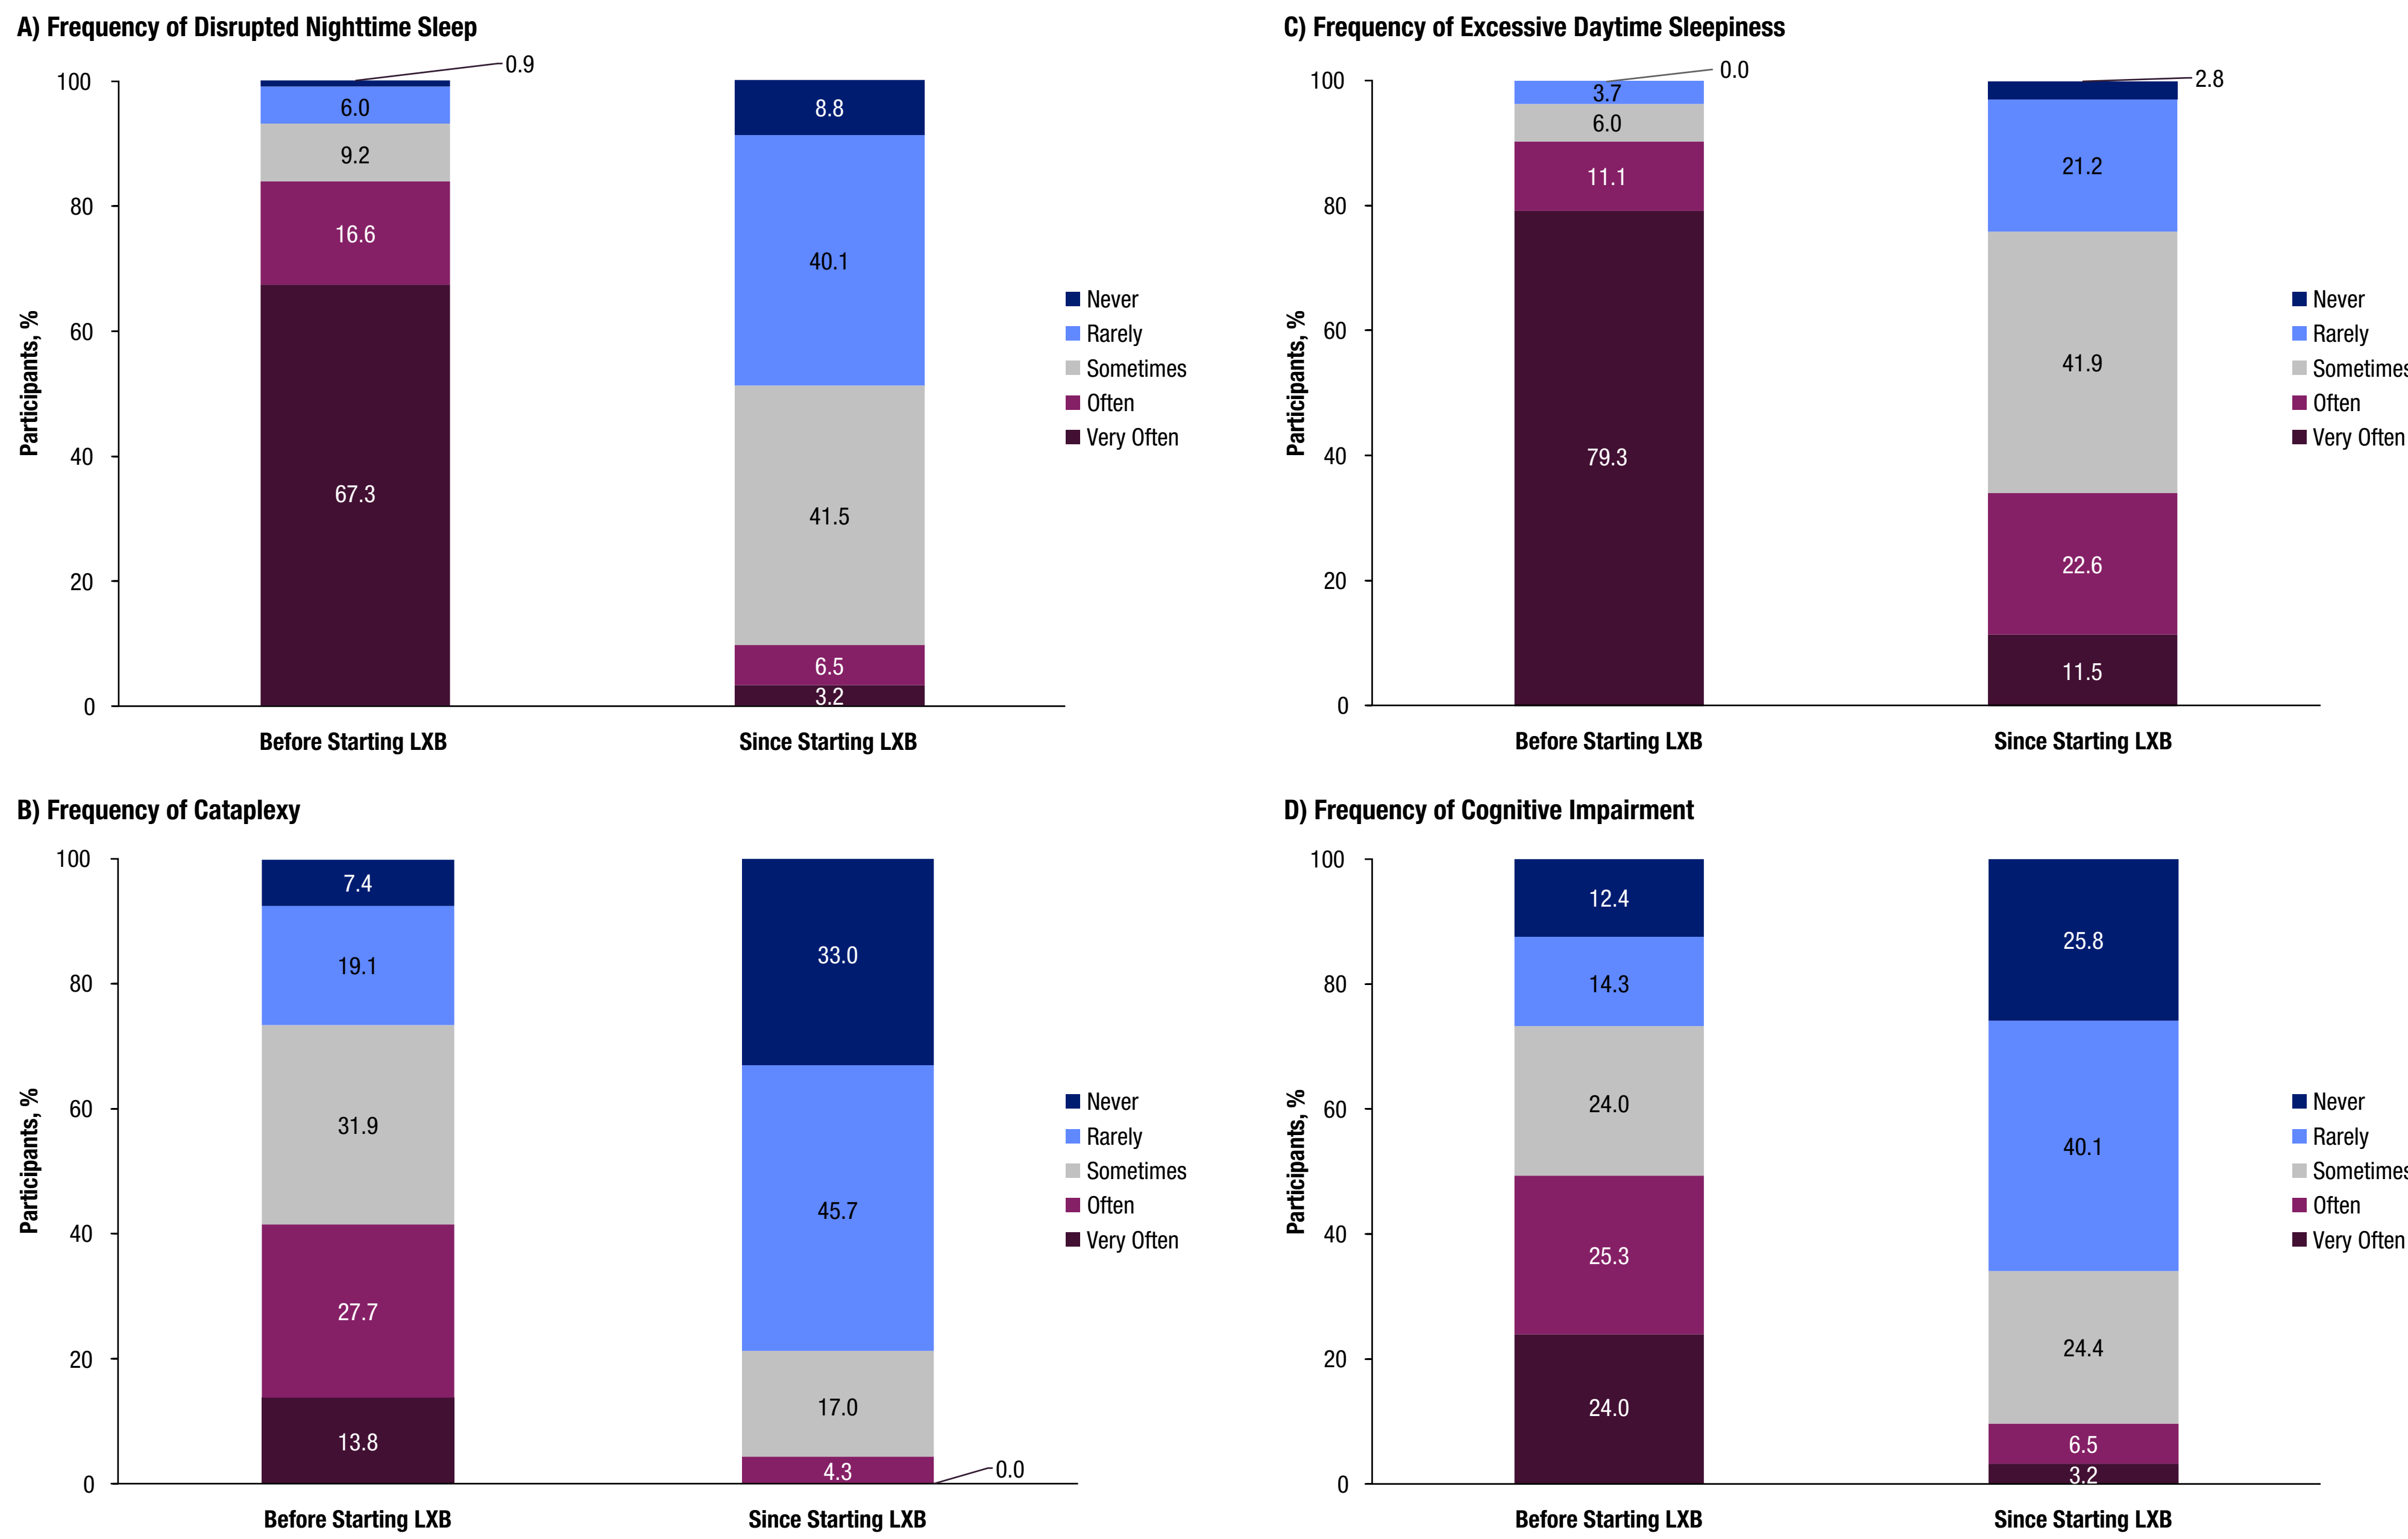 A) Frequency of Disrupted Nighttime Sleep
0.9
100
80
60
40
20
0
Participants, %
6.0
9.2
16.6
67.3
8.8
40.1
41.5
6.5
3.2
Never
Rarely
Sometimes
Often
Very Often
Before Starting LXB
Since Starting LXB
C) Frequency of Excessive Daytime Sleepiness
0.0
2.8
100
80
60
40
20
0
Participants, %
3.7
6.0
11.1
79.3
21.2
41.9
22.6
11.5
Never
Rarely
Sometimes
Often
Very Often
Before Starting LXB
Since Starting LXB
B) Frequency of Cataplexy
100
80
60
40
20
0
Participants, %
7.4
19.1
31.9
27.7
13.8
33.0
45.7
17.0
4.3
0.0
Never
Rarely
Sometimes
Often
Very Often
Before Starting LXB
Since Starting LXB
D) Frequency of Cognitive Impairment
100
80
60
40
20
0
Participants, %
12.4
14.3
24.0
25.3
24.0
25.8
40.1
24.4
6.5
3.2
Never
Rarely
Sometimes
Often
Very Often
Before Starting LXB
Since Starting LXB